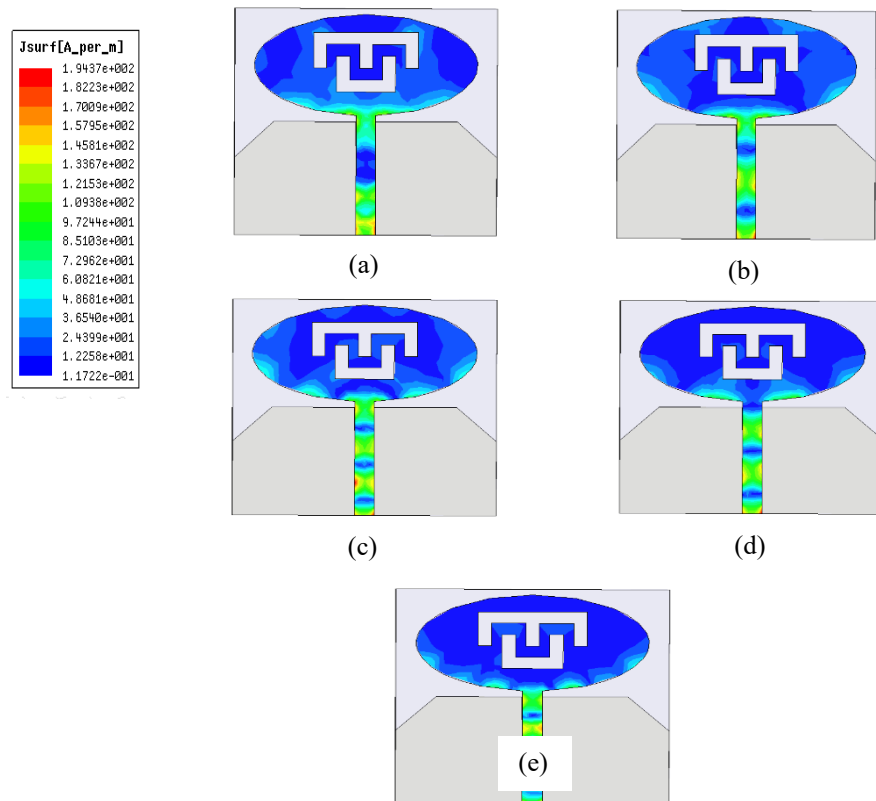 Jsurf[A_per_m]
1.9437e+002
1.8223e+002
1.7009e+002
1.5795e+002
1.4581e+002
1.3367e+002
1.2153e+002
1.0938e+002
9.7244e+001
8.5103e+001
7.2962e+001
6.0821e+001
4.8681e+001
3.6540e+001
2.4399e+001
1.2258e+001
1.1722e-001
(a)
(b)
(c)
(d)
(e)